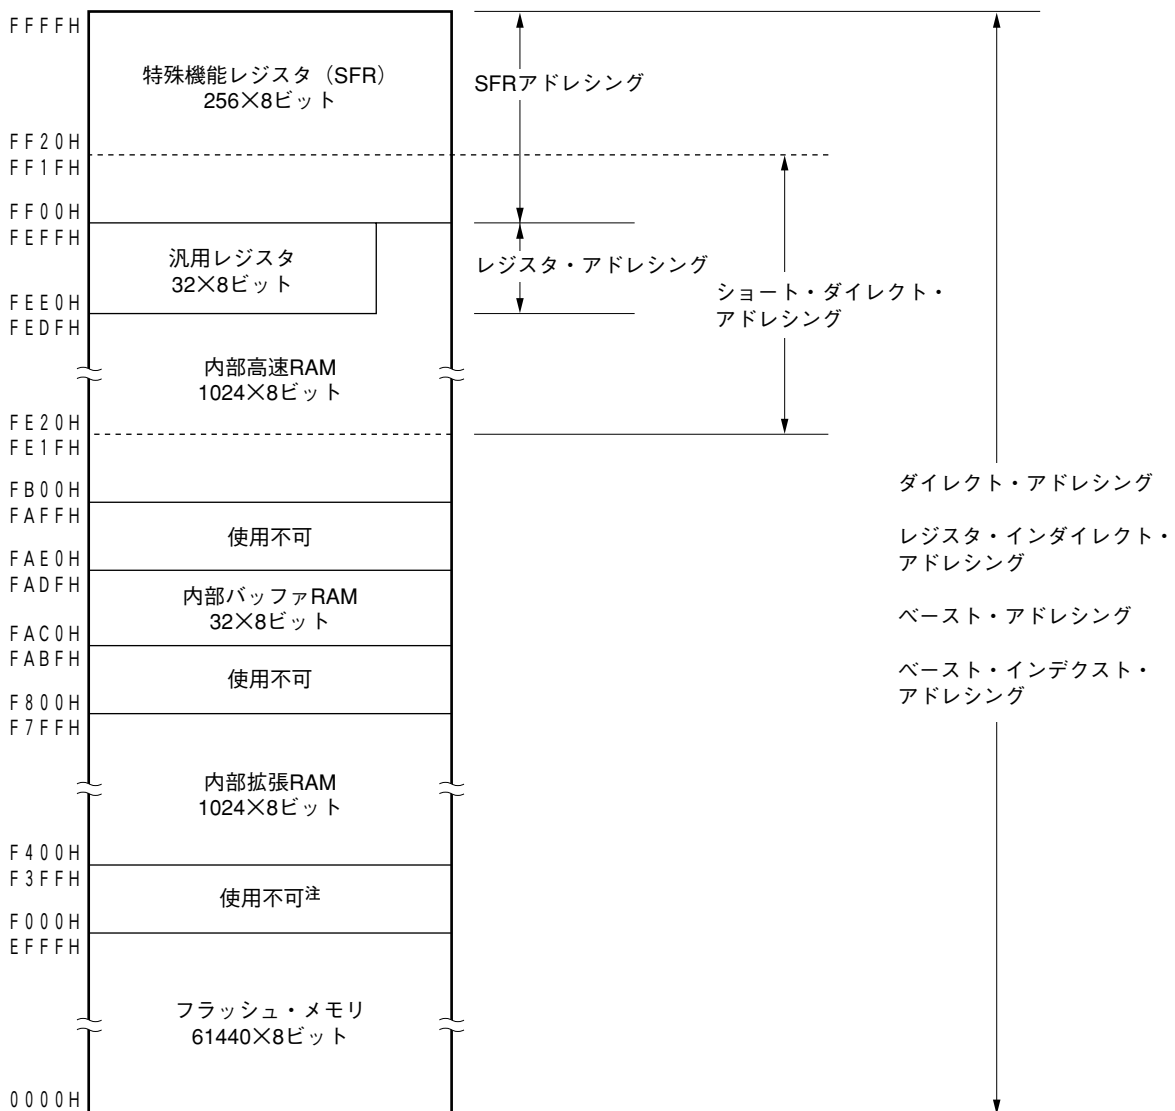 FFFFH
特殊機能レジスタ（SFR）
256×8ビット
SFRアドレシング
FF20H
FF1FH
FF00H
FEFFH
汎用レジスタ
32×8ビット
レジスタ・アドレシング
FEE0H
FEDFH
ショート・ダイレクト・
アドレシング
内部高速RAM
1024×8ビット
FE20H
FE1FH
FB00H
FAFFH
使用不可
FAE0H
FADFH
内部バッファRAM
32×8ビット
FAC0H
FABFH
使用不可
F800H
F7FFH
内部拡張RAM
1024×8ビット
F400H
F3FFH
使用不可注
F000H
EFFFH
フラッシュ・メモリ
61440×8ビット
0000H
ダイレクト・アドレシング
レジスタ・インダイレクト・
アドレシング
ベースト・アドレシング
ベースト・インデクスト・
アドレシング